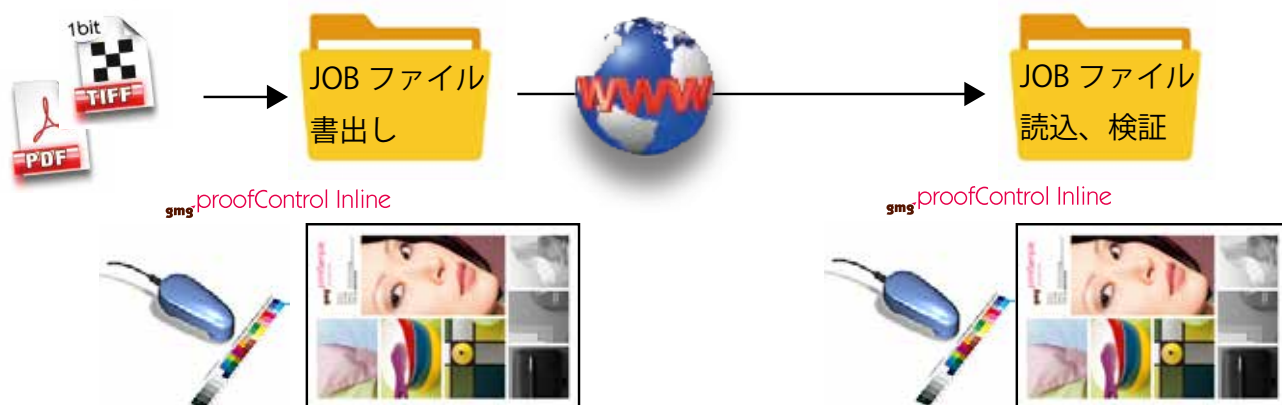 1bit
TIFF
PDF
JOB ファイル
書出し
WWW
JOB ファイル
読込、検証
gmg proofControl Inline
gmg proofControl Inline